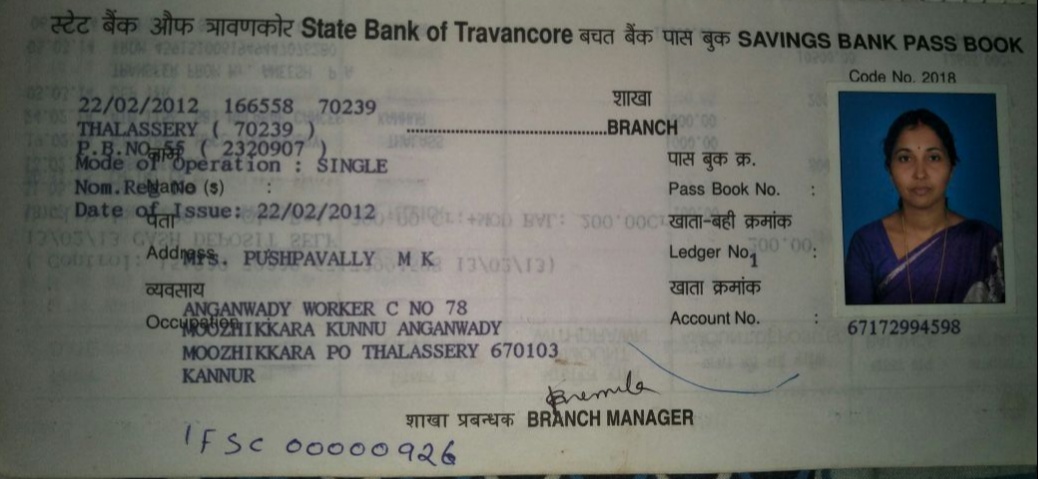 स्टेट बैंक ऑफ त्रावणकोर State Bank of Travancore बचत बैंक पास बुक SAVINGS BANK PASS BOOK
Code No. 2018
22/02/2012 166558 70239
शाखा
THALASSERY ( 70239 )
BRANCH
P.B.NO 55 ( 2320907 )
नाम
Mode of Operation : SINGLE
पास बुक क्र.
Nom.Reg No
Name (s) :
Pass Book No. :
Date of Issue: 22/02/2012
पता
खाता-बही क्रमांक
Address
Mrs. PUSHPAVALLY M K
Ledger No. 1 :
व्यवसाय
खाता क्रमांक
ANGANWADY WORKER C NO 78
Occupation
MOOZHIKKARA KUNNU ANGANWADY
Account No. : 67172994598
MOOZHIKKARA PO THALASSERY 670103
KANNUR
Premila
शाखा प्रबन्धक BRANCH MANAGER
IFSC 00000926